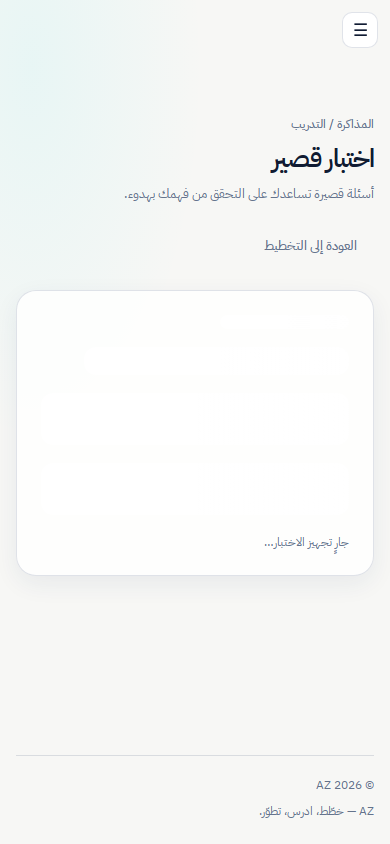 ☰
المذاكرة / التدريب
اختبار قصير
أسئلة قصيرة تساعدك على التحقق من فهمك بهدوء.
العودة إلى التخطيط
جارٍ تجهيز الاختبار...
© 2026 AZ
AZ — خطّط، ادرس، تطوّر.